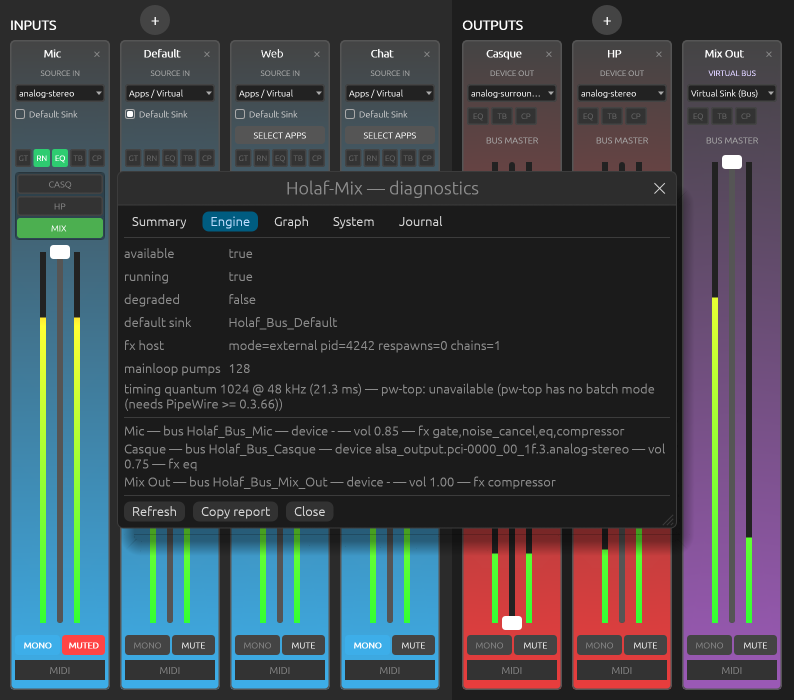 INPUTS
+
OUTPUTS
+
Mic ×
SOURCE IN
analog-stereo
Default Sink
GT RN EQ TB CP
CASQ
HP
MIX
MONO MUTED
MIDI
Default ×
SOURCE IN
Apps / Virtual
Default Sink
GT RN EQ TB CP
MONO MUTE
MIDI
Web ×
SOURCE IN
Apps / Virtual
Default Sink
SELECT APPS
GT RN EQ TB CP
MONO MUTE
MIDI
Chat ×
SOURCE IN
Apps / Virtual
Default Sink
SELECT APPS
GT RN EQ TB CP
MONO MUTE
MIDI
Casque ×
DEVICE OUT
analog-surroun...
EQ TB CP
BUS MASTER
MONO MUTE
MIDI
HP ×
DEVICE OUT
analog-stereo
EQ TB CP
BUS MASTER
MONO MUTE
MIDI
Mix Out ×
VIRTUAL BUS
Virtual Sink (Bus)
EQ TB CP
BUS MASTER
MONO MUTE
MIDI
Holaf-Mix — diagnostics
Summary Engine Graph System Journal
available true
running true
degraded false
default sink Holaf_Bus_Default
fx host mode=external pid=4242 respawns=0 chains=1
mainloop pumps 128
timing quantum 1024 @ 48 kHz (21.3 ms) — pw-top: unavailable (pw-top has no batch mode
(needs PipeWire >= 0.3.66))
Mic — bus Holaf_Bus_Mic — device - — vol 0.85 — fx gate,noise_cancel,eq,compressor
Casque — bus Holaf_Bus_Casque — device alsa_output.pci-0000_00_1f.3.analog-stereo — vol
0.75 — fx eq
Mix Out — bus Holaf_Bus_Mix_Out — device - — vol 1.00 — fx compressor
Refresh Copy report Close